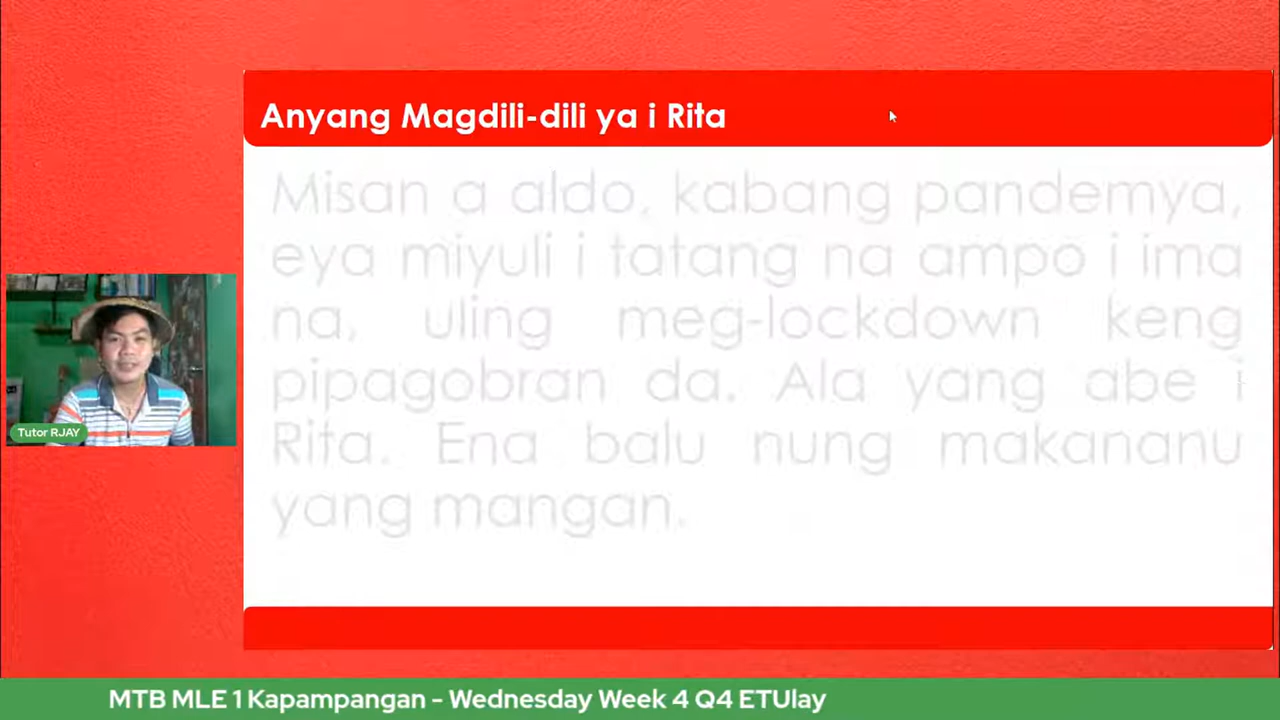 Anyang Magdili-dili ya i Rita
Misan a aldo, kabang pandemya,
eya miyuli i tatang na ampo i ima
na, uling meg-lockdown keng
pipagobran da. Ala yang abe i
Rita. Ena balu nung makananu
yang mangan.
Tutor RJAY
MTB MLE 1 Kapampangan - Wednesday Week 4 Q4 ETUlay